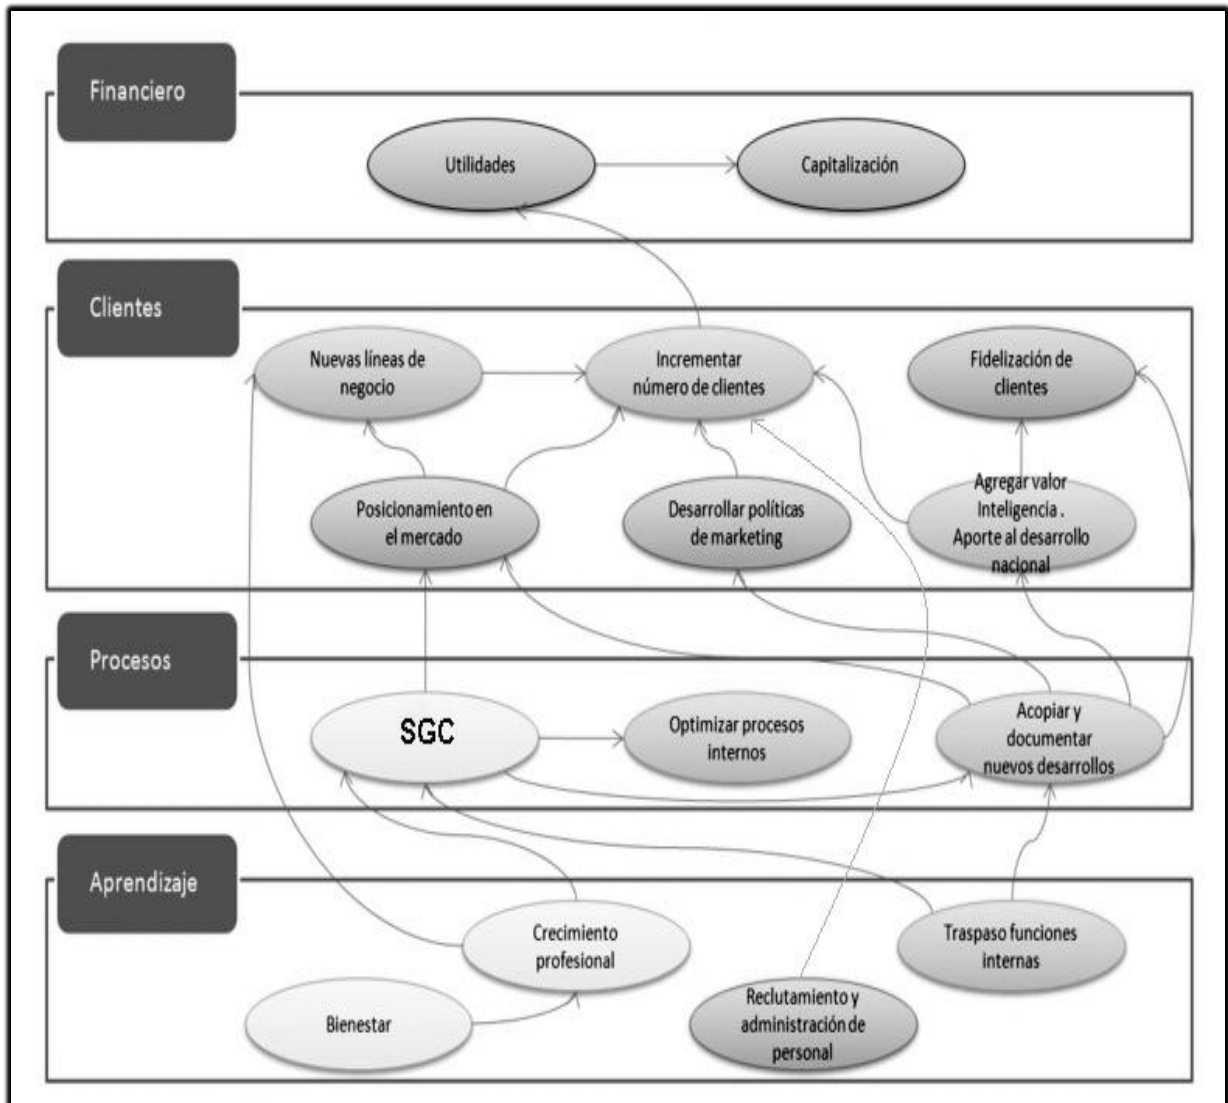 Financiero
Utilidades
Capitalización
Clientes
Nuevas líneas de
negocio
Incrementar
número de clientes
Fidelización de
clientes
Posicionamiento en
el mercado
Desarrollar políticas
de marketing
Agregar valor
Inteligencia .
Aporte al desarrollo
nacional
Procesos
SGC
Optimizar procesos
internos
Acopiar y
documentar
nuevos desarrollos
Aprendizaje
Crecimiento
profesional
Traspaso funciones
internas
Bienestar
Reclutamiento y
administración de
personal